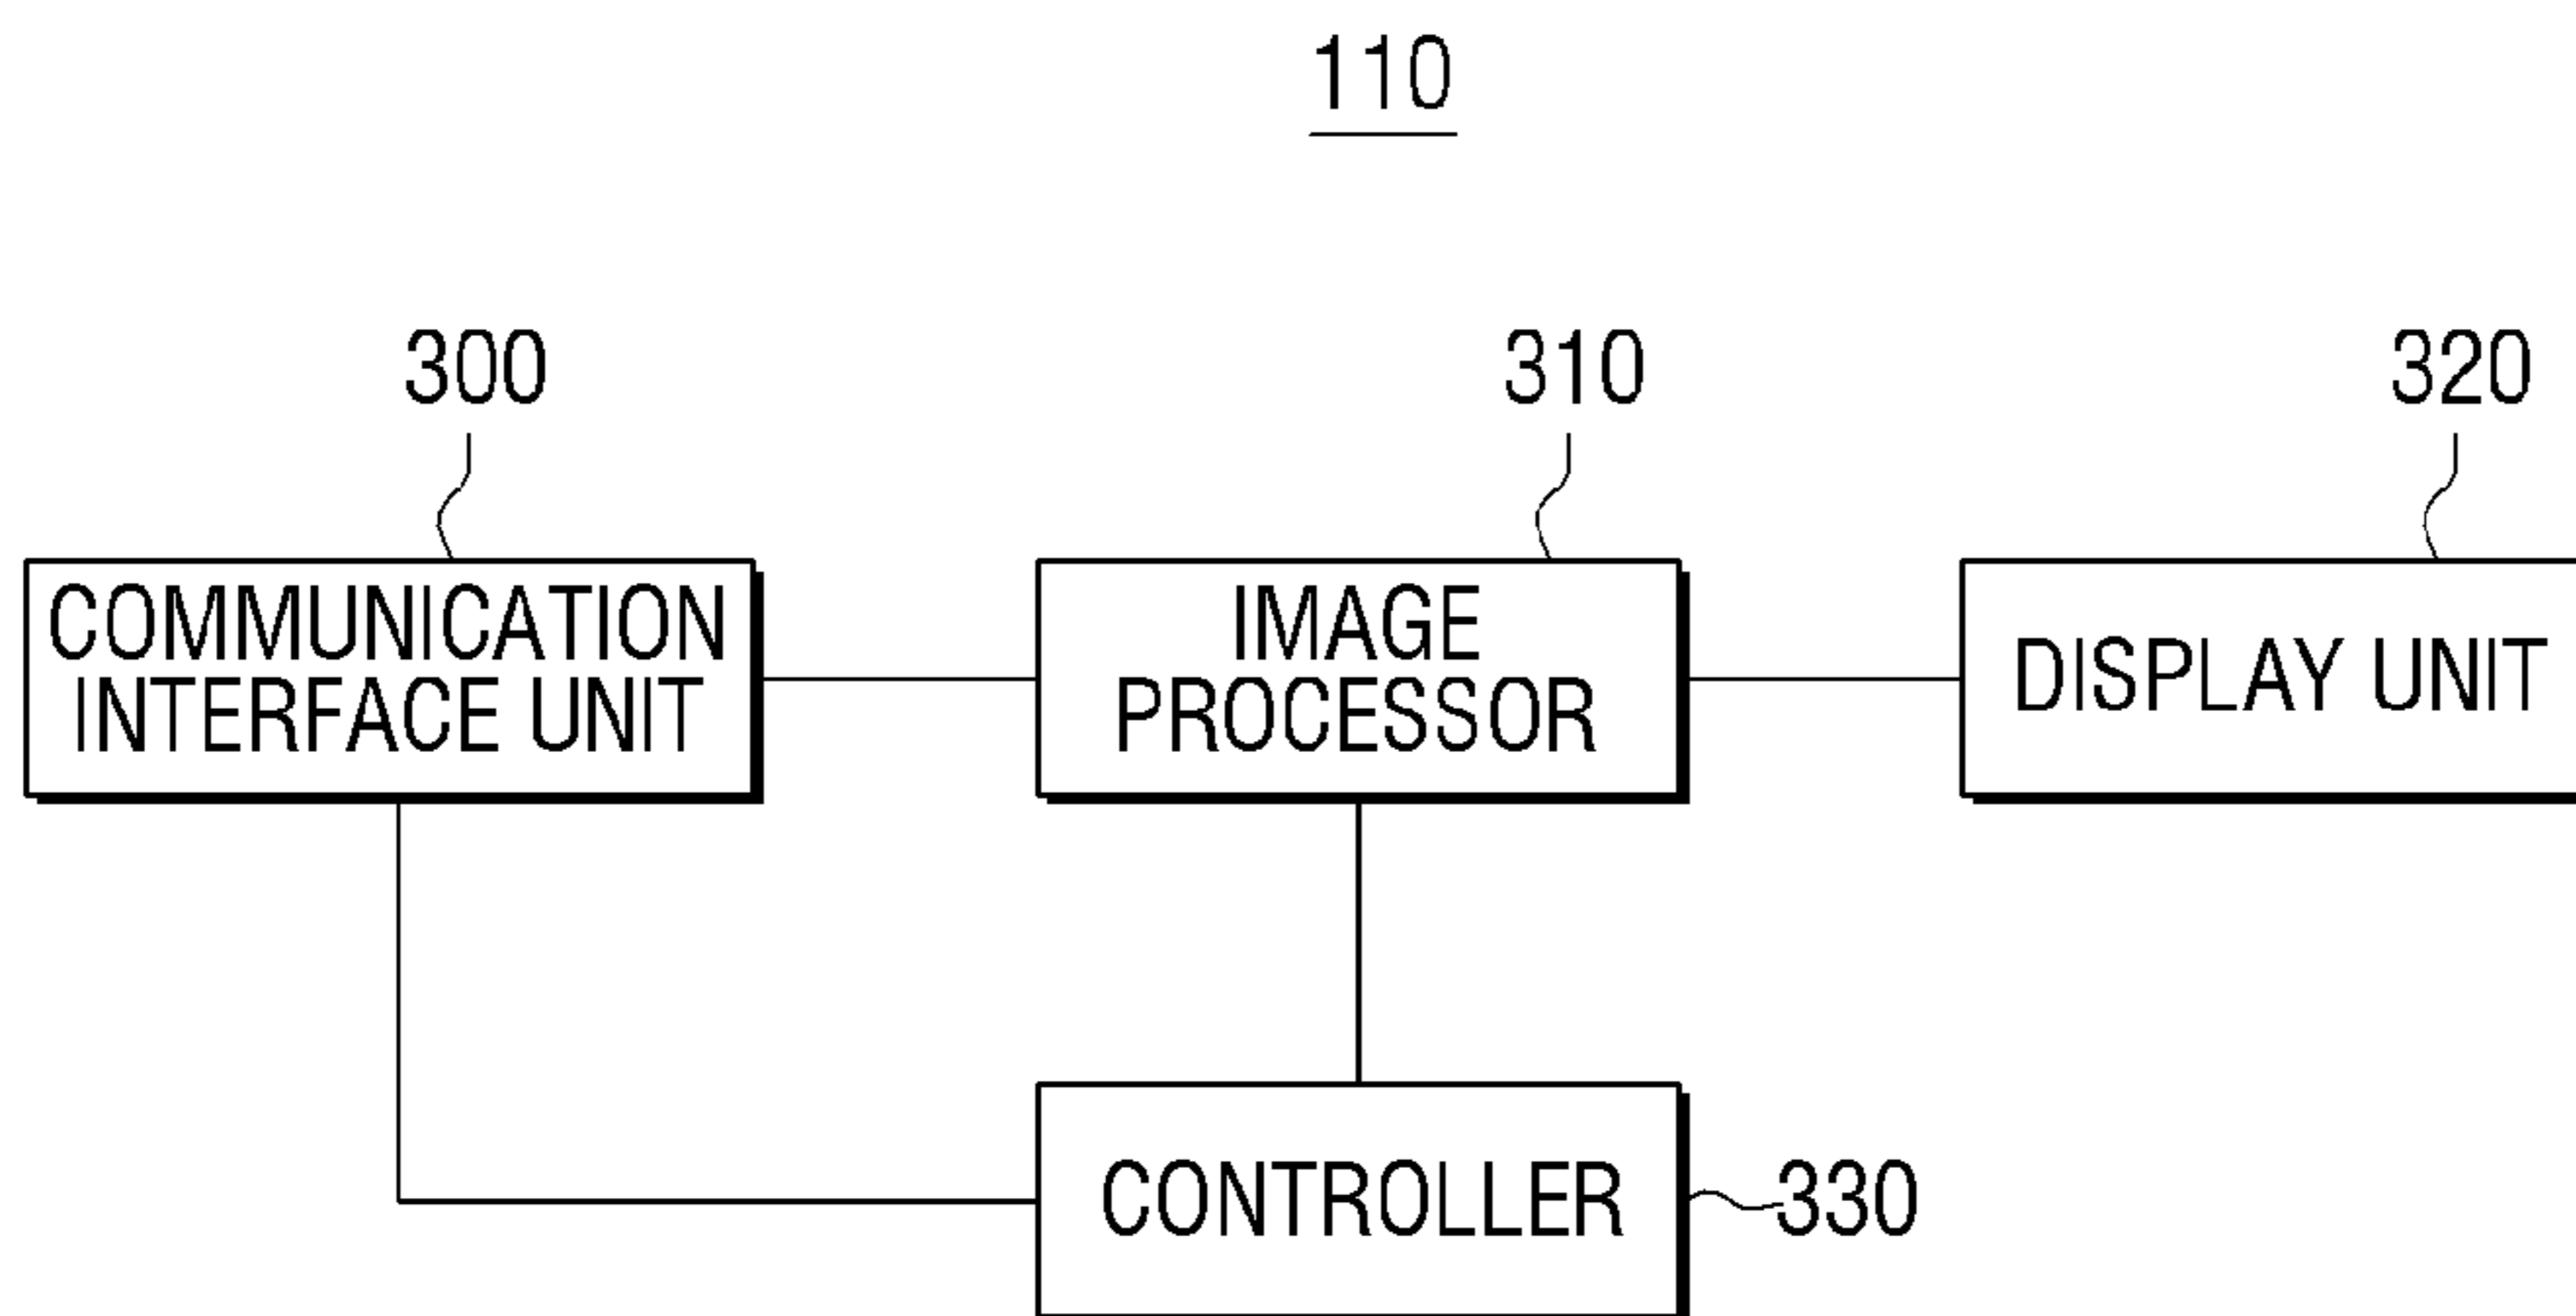 110
300
310
320
COMMUNICATION
INTERFACE UNIT
IMAGE
PROCESSOR
DISPLAY UNIT
CONTROLLER
330